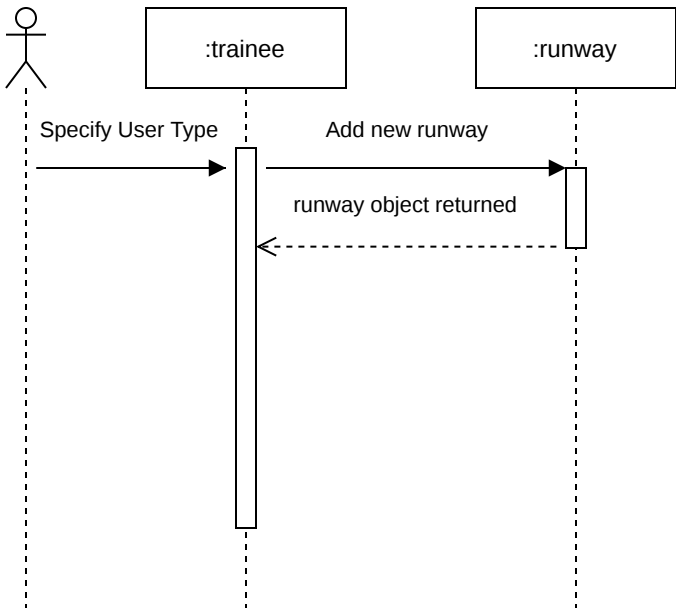 :trainee
:runway
Specify User Type
Add new runway
runway object returned